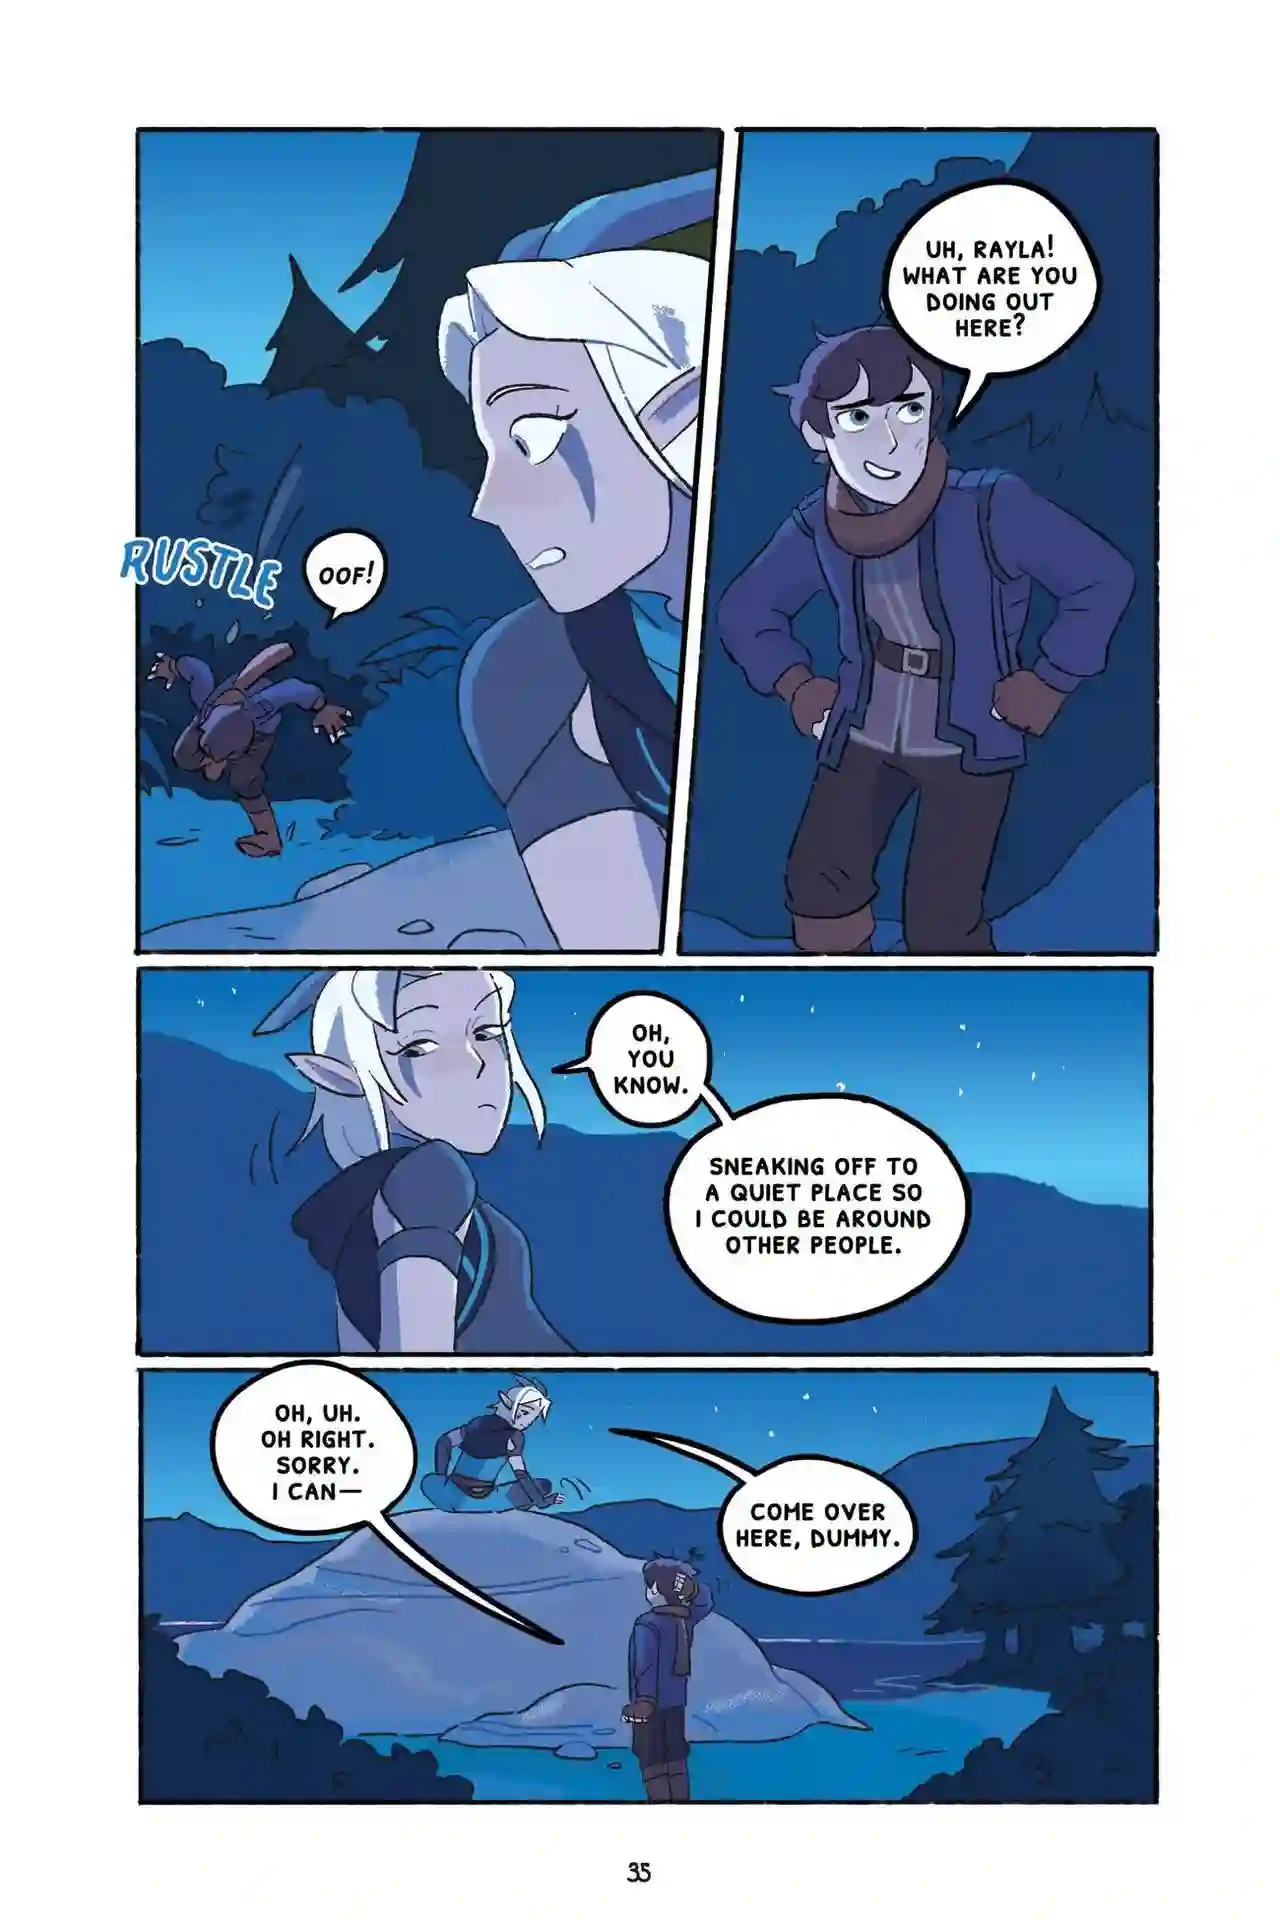 RUSTLE
OOF!
UH, RAYLA!
WHAT ARE YOU
DOING OUT
HERE?
OH,
YOU
KNOW.
SNEAKING OFF TO
A QUIET PLACE SO
I COULD BE AROUND
OTHER PEOPLE.
OH, UH.
OH RIGHT.
SORRY.
I CAN—
COME OVER
HERE, DUMMY.
35